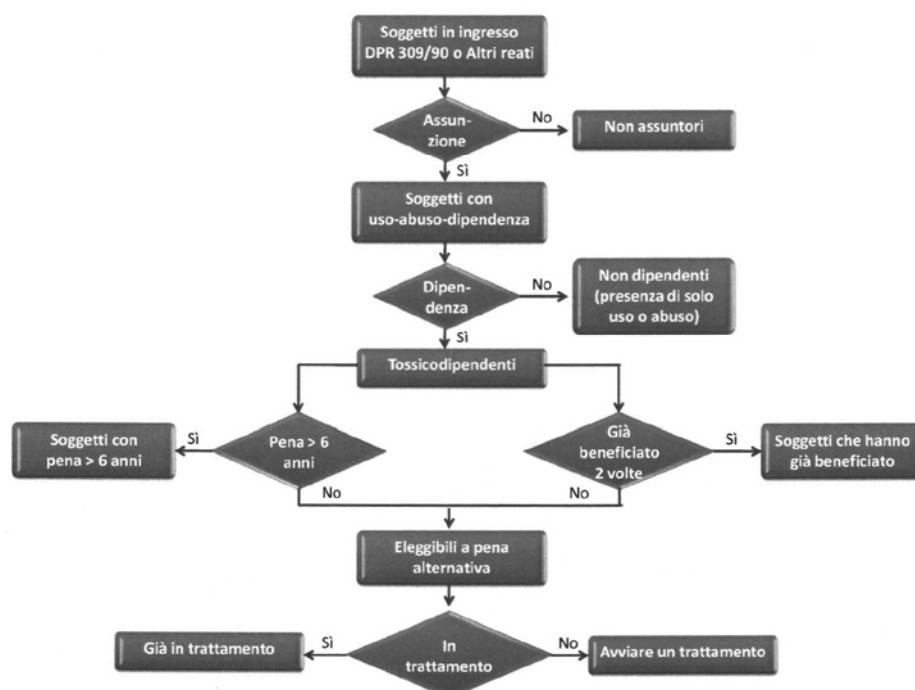 Soggetti in ingresso
DPR 309/90 o Altri reati
Assun-
zione
No
Non assuntori
Sì
Soggetti con
uso-abuso-dipendenza
Dipen-
denza
No
Non dipendenti
(presenza di solo
uso o abuso)
Sì
Tossicodipendenti
Soggetti con
pena > 6 anni
Sì
Pena > 6
anni
Già
beneficiato
2 volte
Sì
Soggetti che hanno
già beneficiato
No
No
Eleggibili a pena
alternativa
Già in trattamento
Sì
In
trattamento
No
Avviare un trattamento